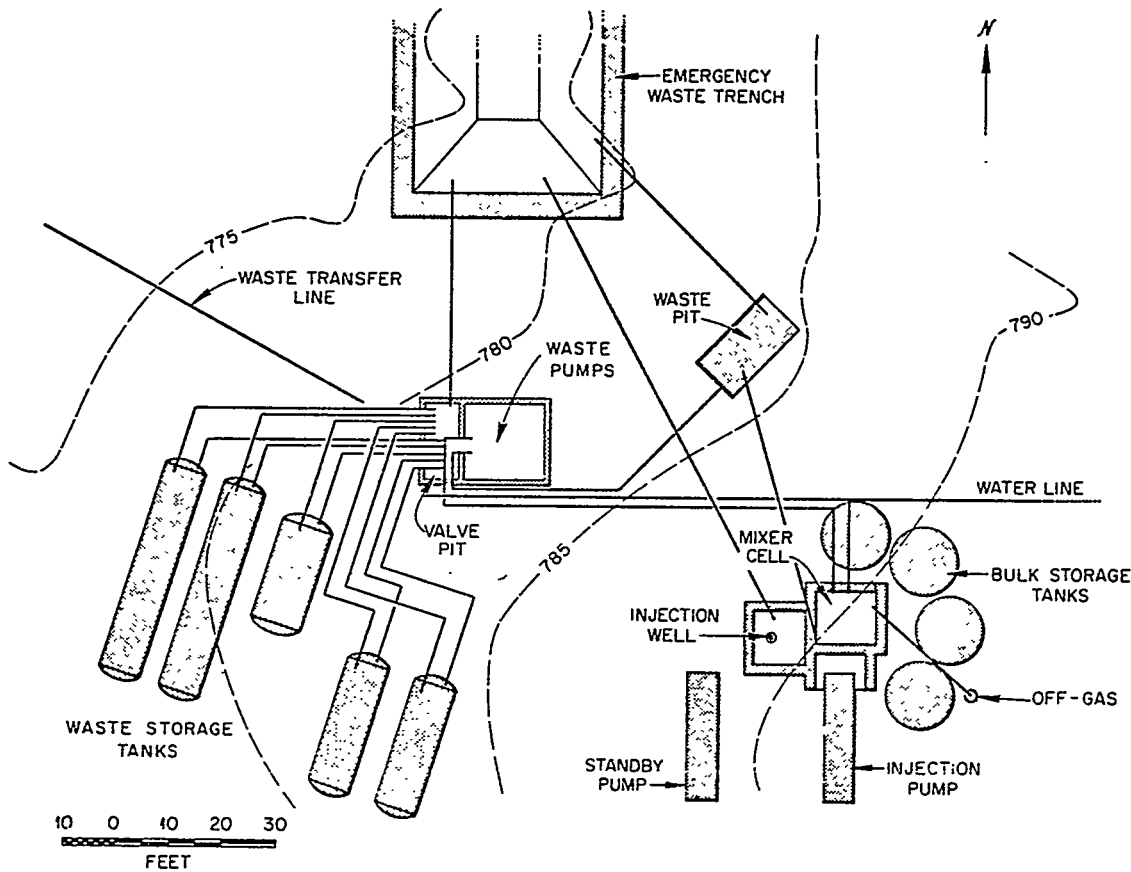 N
EMERGENCY
WASTE TRENCH
775
WASTE TRANSFER
LINE
780
WASTE
PUMPS
WASTE
PIT
790
WATER LINE
VALVE
PIT
785
MIXER
CELL
BULK STORAGE
TANKS
INJECTION
WELL
OFF-GAS
WASTE STORAGE
TANKS
STANDBY
PUMP
INJECTION
PUMP
10 0 10 20 30
FEET